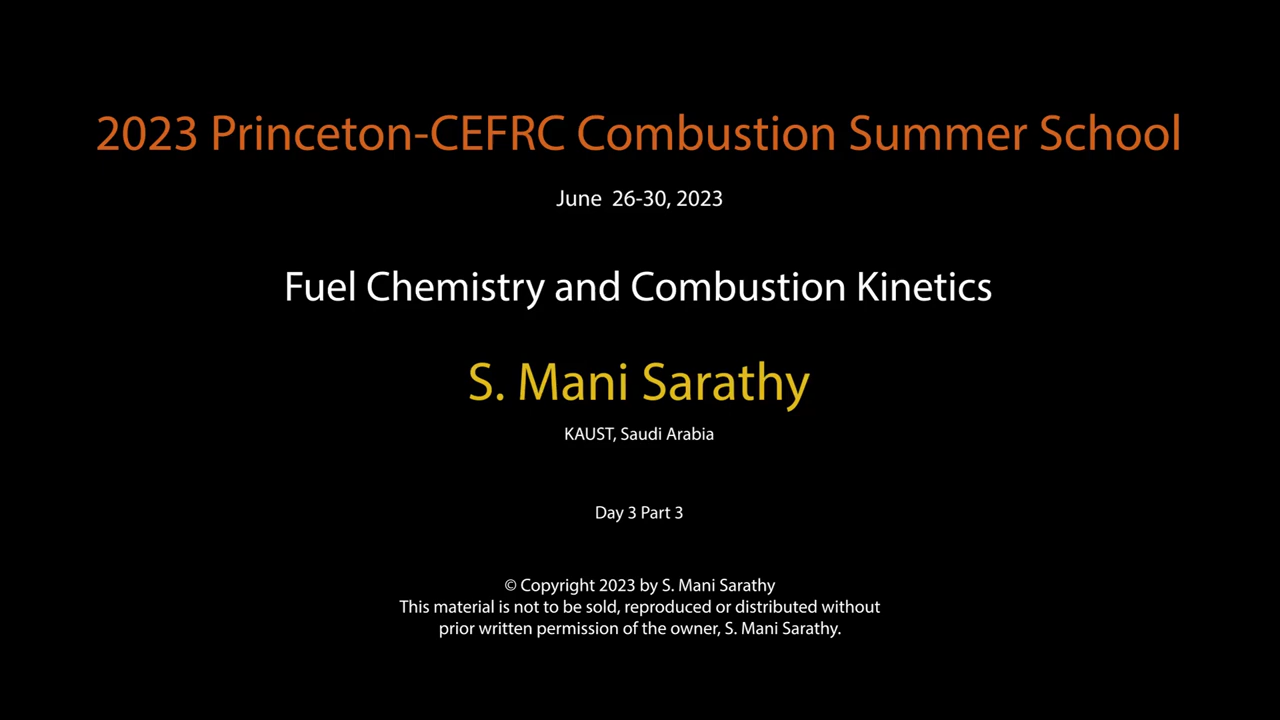 2023 Princeton-CEFRC Combustion Summer School
June 26-30, 2023
Fuel Chemistry and Combustion Kinetics
S. Mani Sarathy
KAUST, Saudi Arabia
Day 3 Part 3
© Copyright 2023 by S. Mani Sarathy
This material is not to be sold, reproduced or distributed without
prior written permission of the owner, S. Mani Sarathy.